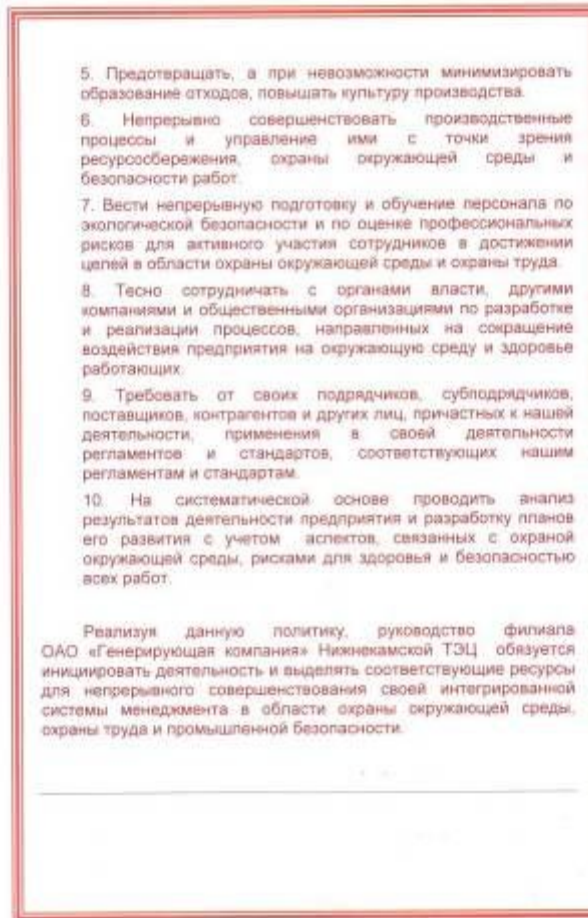 5. Предотвращать, а при невозможности минимизировать
образование отходов, повышать культуру производства.
6. Непрерывно совершенствовать производственные
процессы и управление ими с точки зрения
ресурсосбережения, охраны окружающей среды и
безопасности работ.
7. Вести непрерывную подготовку и обучение персонала по
экологической безопасности и по оценке профессиональных
рисков для активного участия сотрудников в достижении
целей в области охраны окружающей среды и охраны труда.
8. Тесно сотрудничать с органами власти, другими
компаниями и общественными организациями по разработке
и реализации процессов, направленных на сокращение
воздействия предприятия на окружающую среду и здоровье
работающих.
9. Требовать от своих подрядчиков, субподрядчиков,
поставщиков, контрагентов и других лиц, причастных к нашей
деятельности, применения в своей деятельности
регламентов и стандартов, соответствующих нашим
регламентам и стандартам.
10. На систематической основе проводить анализ
результатов деятельности предприятия и разработку планов
его развития с учетом аспектов, связанных с охраной
окружающей среды, рисками для здоровья и безопасностью
всех работ.
Реализуя данную политику, руководство филиала
ОАО «Генерирующая компания» Нижнекамской ТЭЦ обязуется
инициировать деятельность и выделять соответствующие ресурсы
для непрерывного совершенствования своей интегрированной
системы менеджмента в области охраны окружающей среды,
охраны труда и промышленной безопасности.